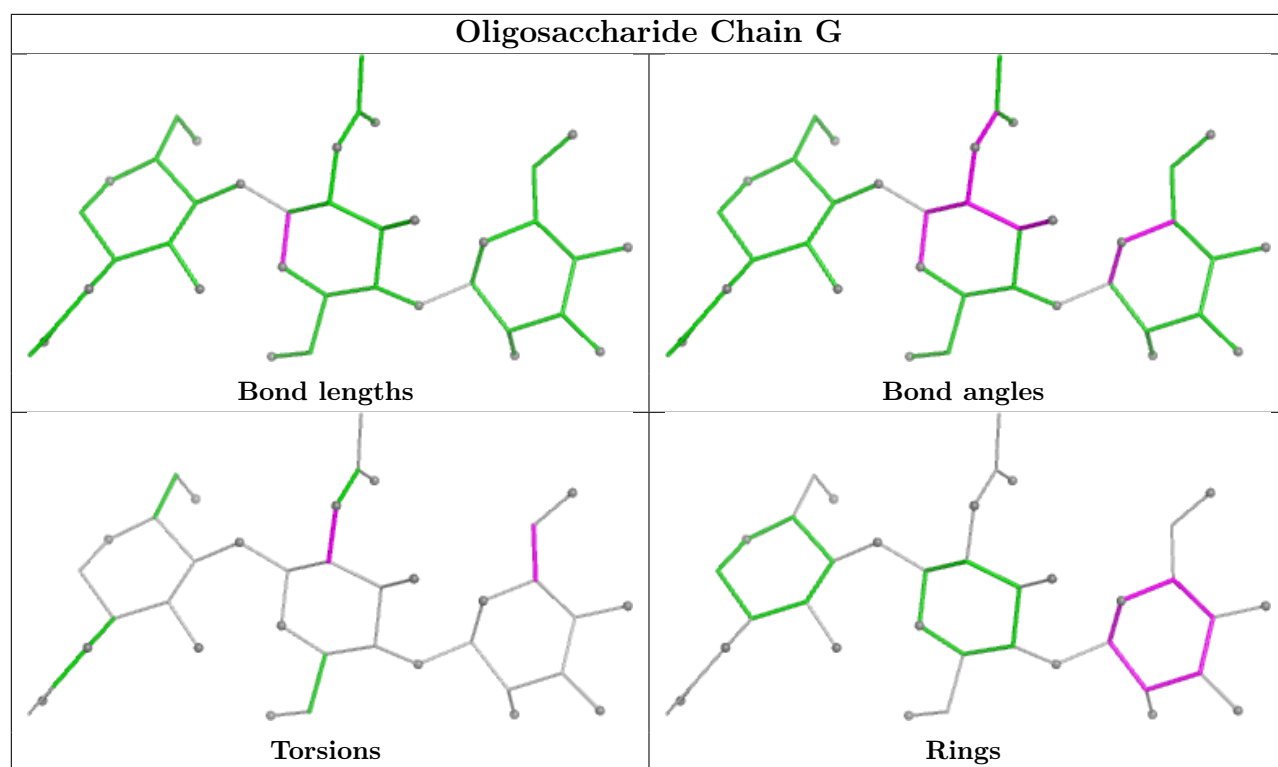 Oligosaccharide Chain G
Bond lengths
Bond angles
Torsions
Rings